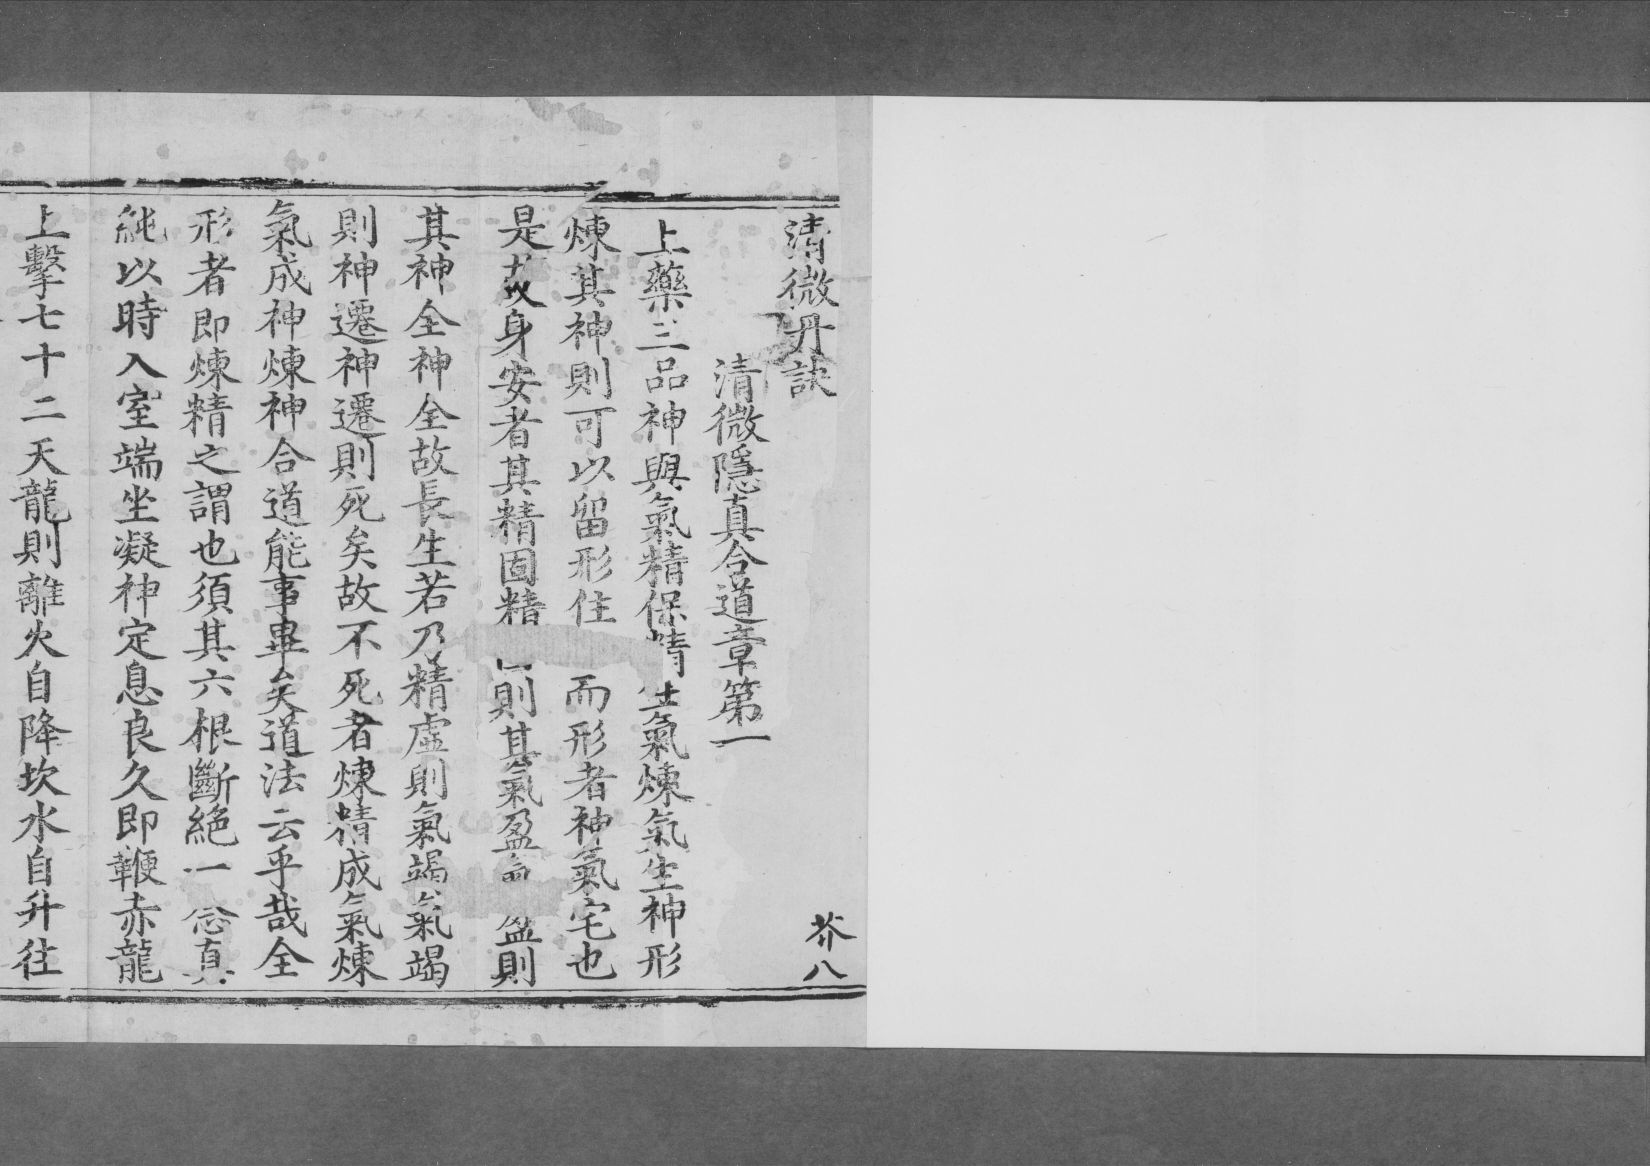 清微丹訣 芥八
清微隱真合道章第一
上藥三品神與氣精保精生氣煉氣生神形
煉其神則可以留形住 而形者神氣宅也
是故身安者其精固精 則其氣盈 盈則
其神全神全故長生若乃精虛則氣竭氣竭
則神遷神遷則死矣故不死者煉精成氣煉
氣成神煉神合道能事畢矣道法云乎哉全
形者即煉精之謂也須其六根斷絕一念真
純以時入室端坐凝神定息良久即鞭赤龍
上擊七十二天龍則離火自降坎水自升往